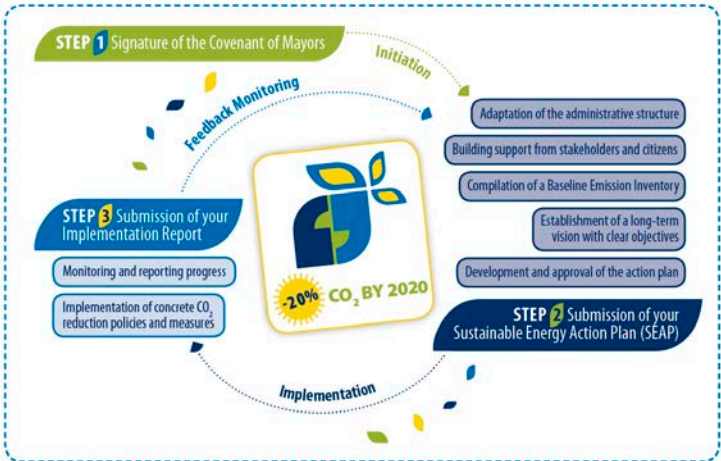 STEP 1 Signature of the Covenant of Mayors
Initiation
Feedback Monitoring
Adaptation of the administrative structure
Building support from stakeholders and citizens
Compilation of a Baseline Emission Inventory
Establishment of a long-term
vision with clear objectives
Development and approval of the action plan
STEP 2 Submission of your
Sustainable Energy Action Plan (SEAP)
Implementation
STEP 3 Submission of your
Implementation Report
Monitoring and reporting progress
Implementation of concrete CO₂
reduction policies and measures
-20% CO₂ BY 2020